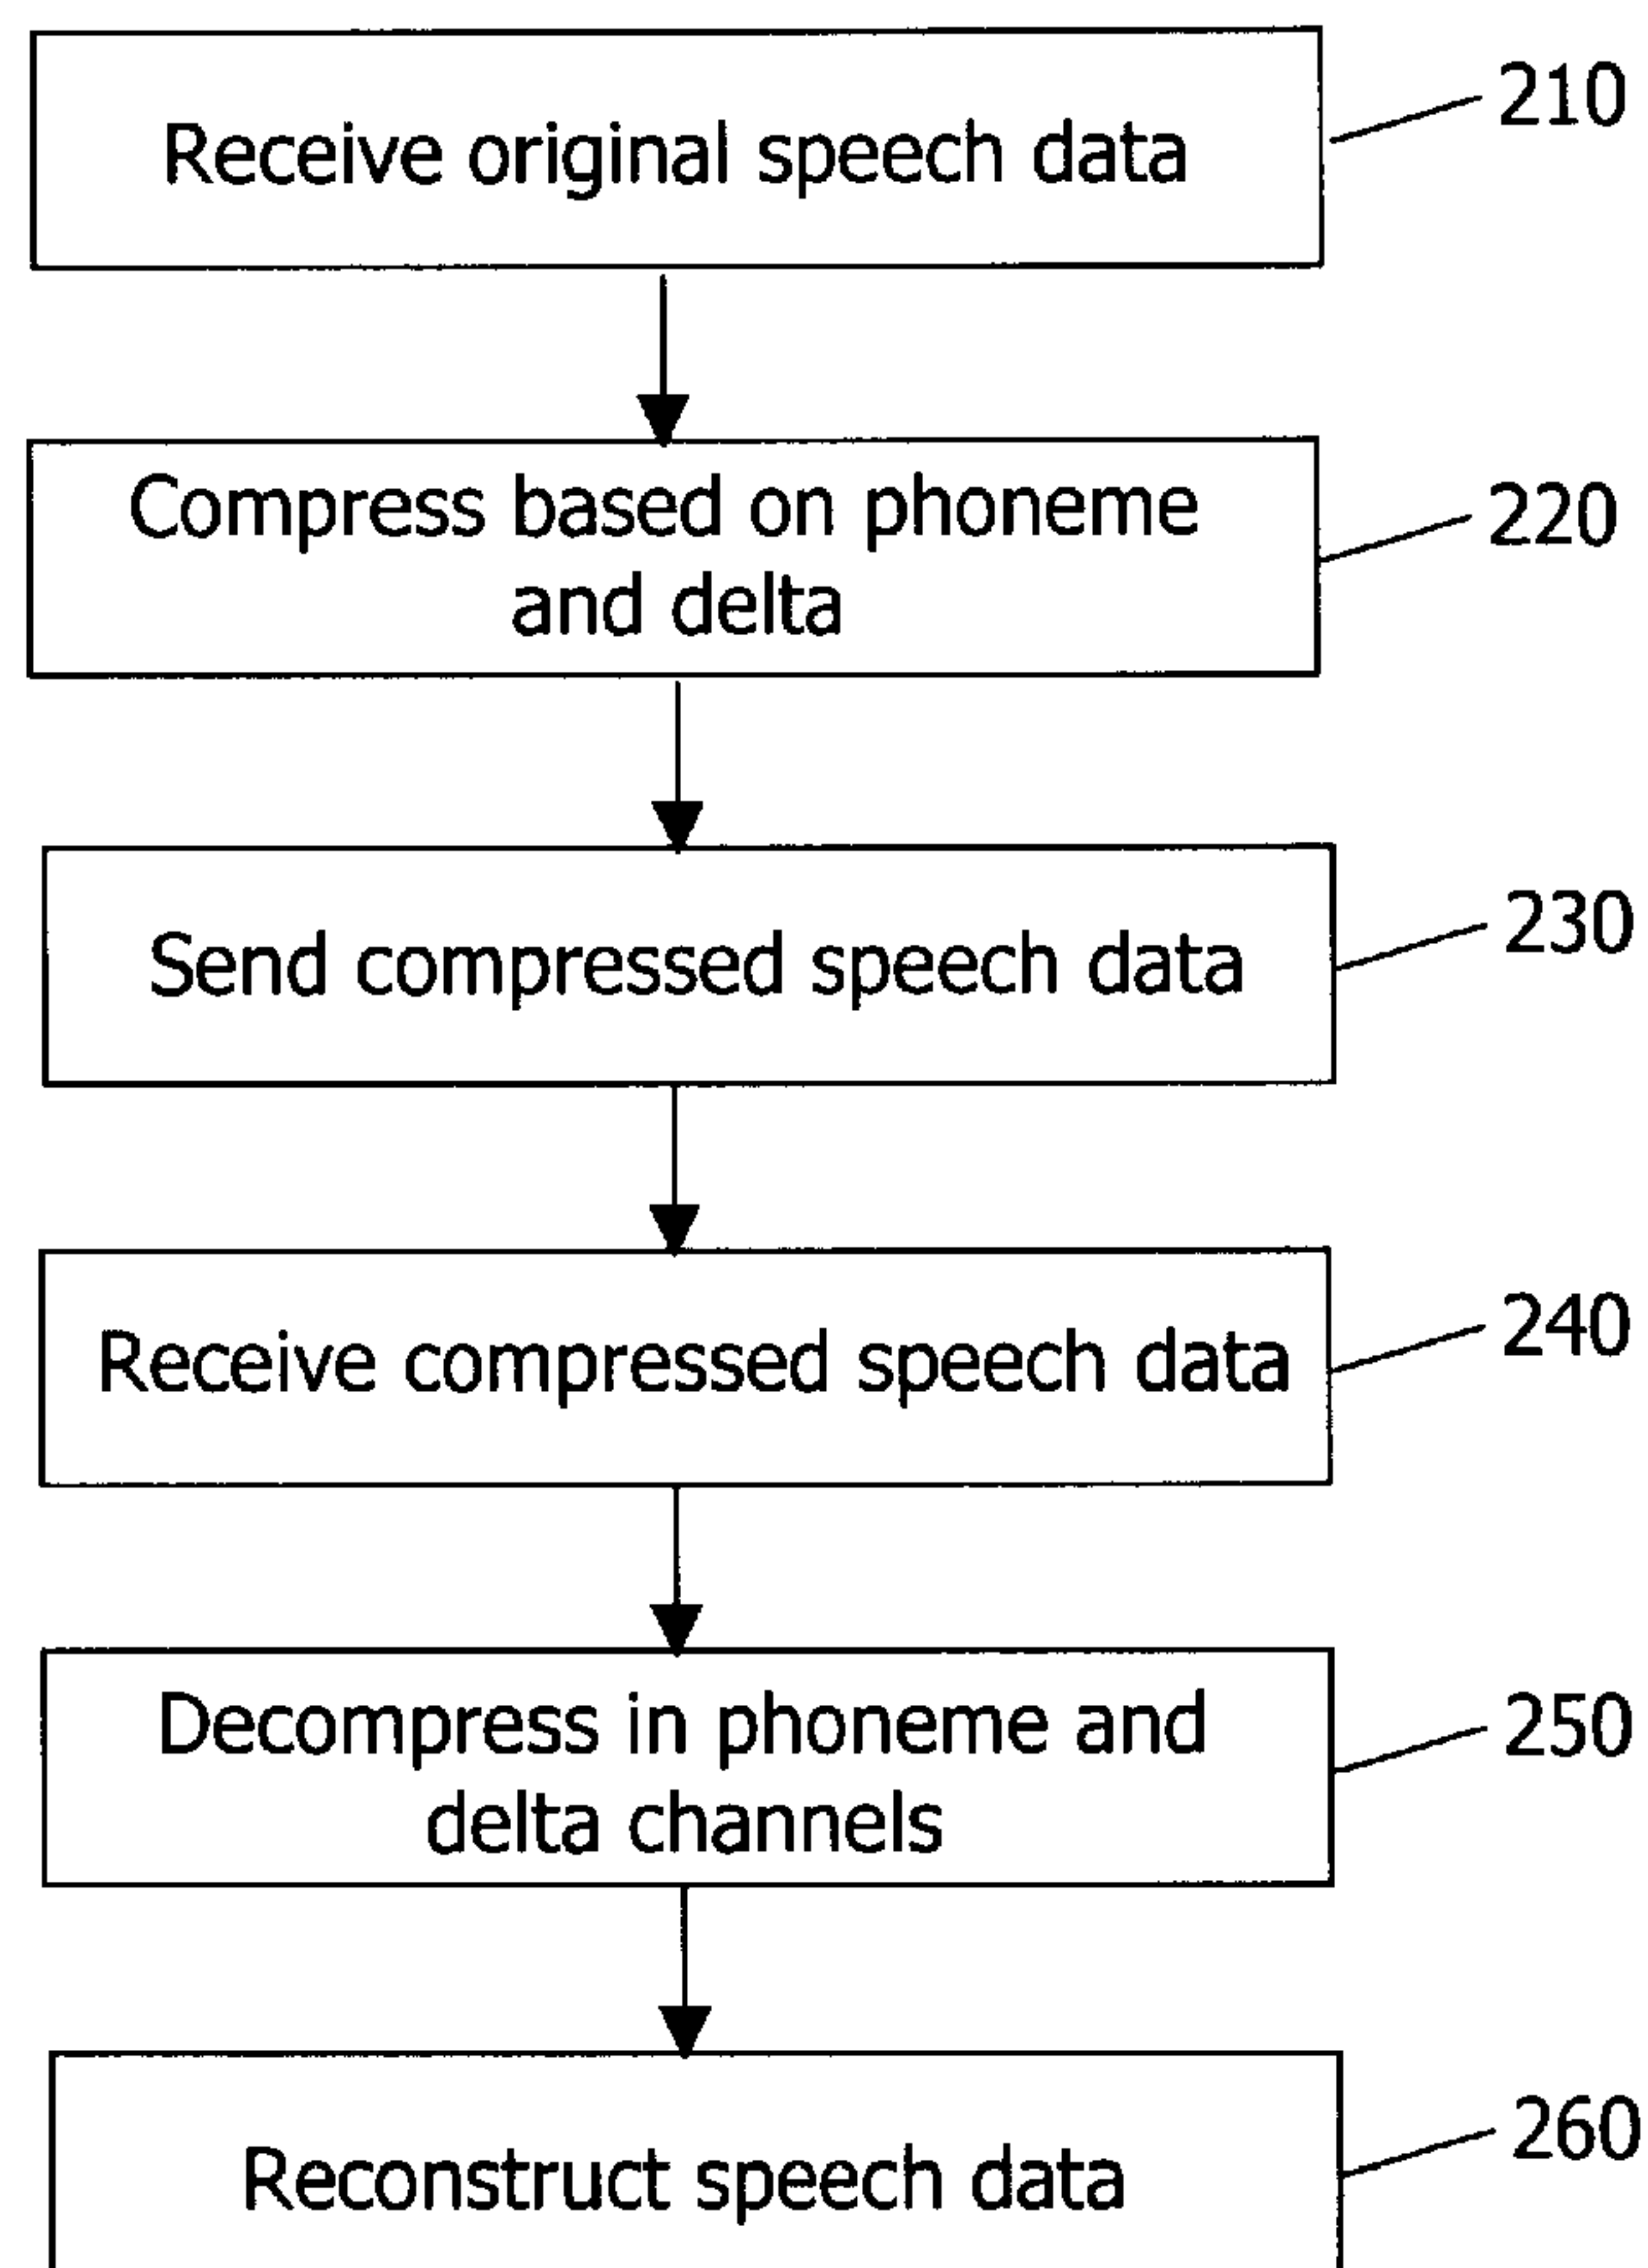 Receive original speech data
210
Compress based on phoneme
and delta
220
Send compressed speech data
230
Receive compressed speech data
240
Decompress in phoneme and
delta channels
250
Reconstruct speech data
260